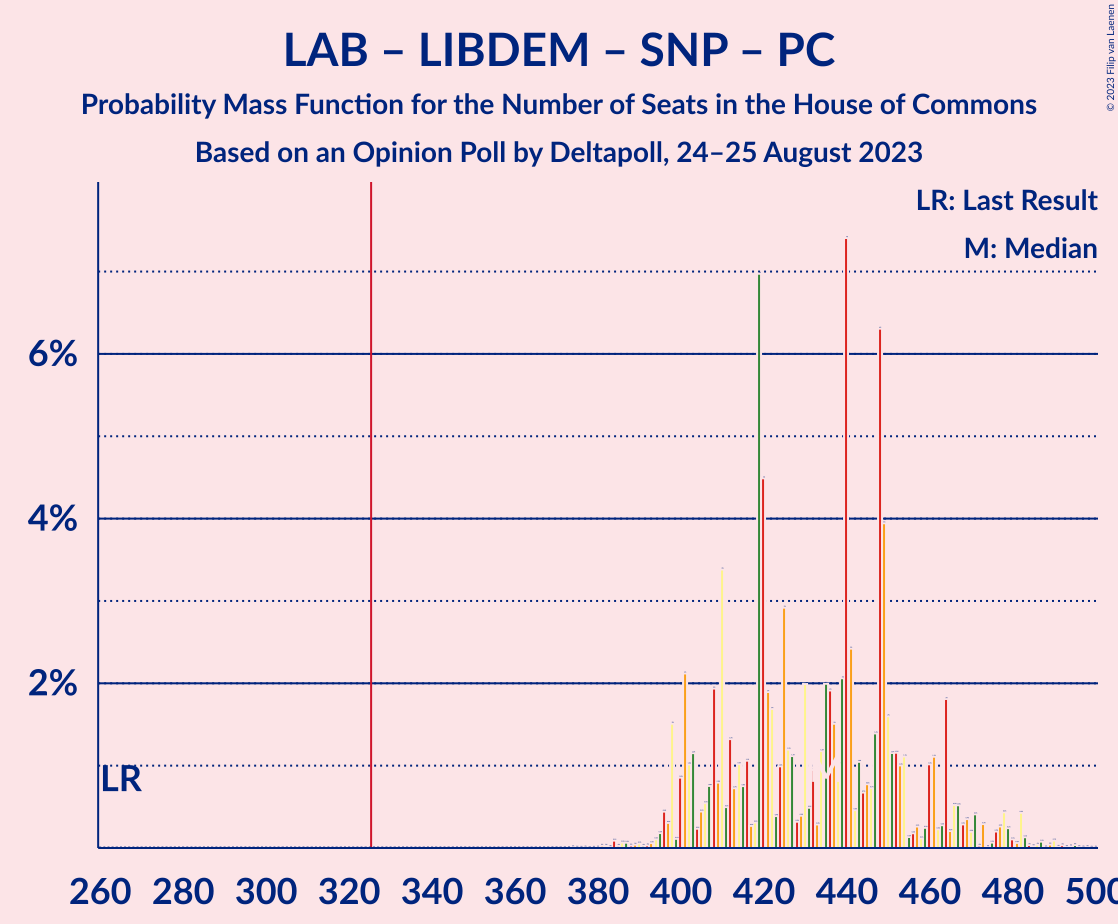 LAB – LIBDEM – SNP – PC
Probability Mass Function for the Number of Seats in the House of Commons
Based on an Opinion Poll by Deltapoll, 24–25 August 2023
© 2023 Filip van Laenen
LR: Last Result
M: Median
6%
4%
2%
LR
260 280 300 320 340 360 380 400 420 440 460 480 500